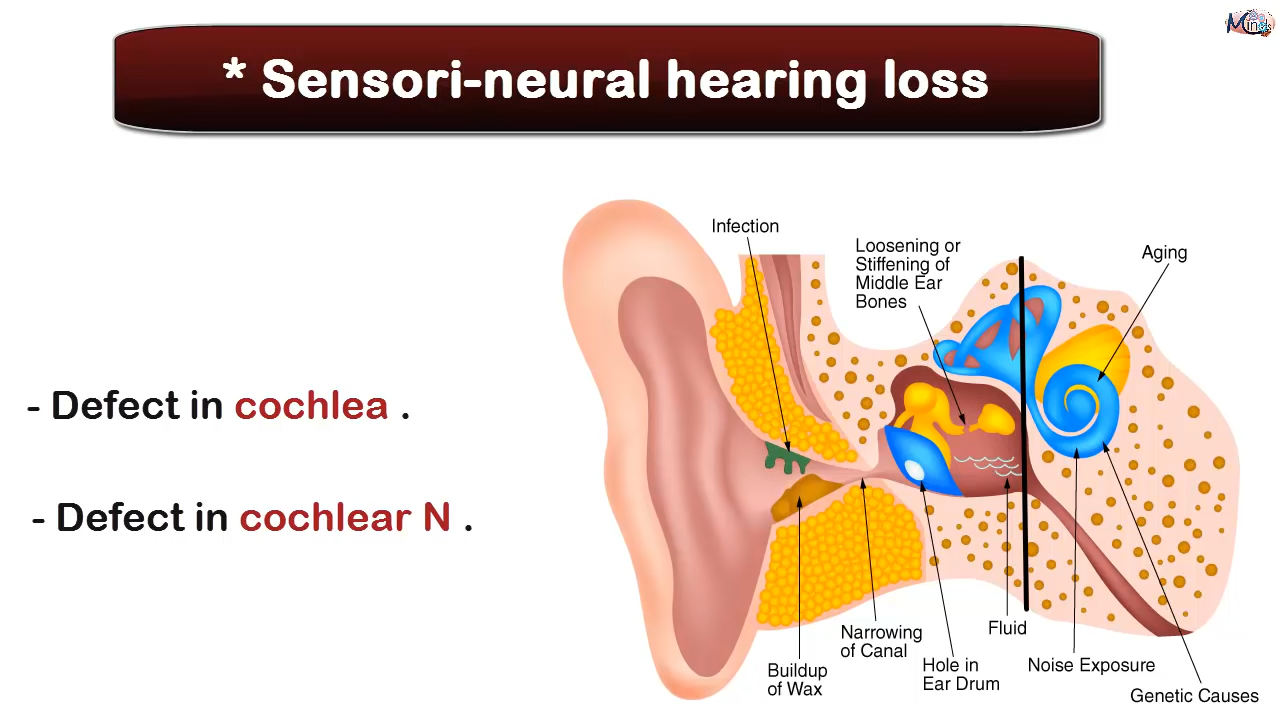 Minds
* Sensori-neural hearing loss
- Defect in cochlea .
- Defect in cochlear N .
Infection
Loosening or
Stiffening of
Middle Ear
Bones
Aging
Buildup
of Wax
Narrowing
of Canal
Hole in
Ear Drum
Fluid
Noise Exposure
Genetic Causes